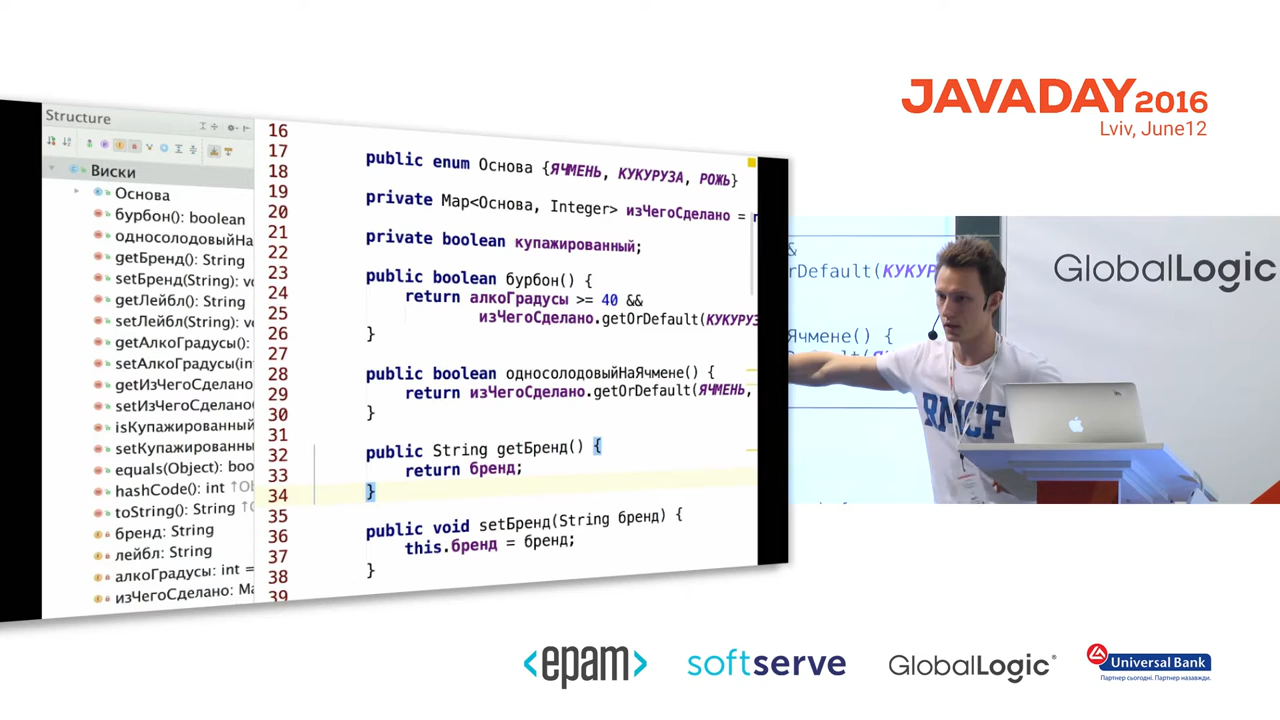 JAVADAY2016
Lviv, June12
Structure
Виски
Основа
бурбон(): boolean
односолодовыйНа
getБренд(): String
setБренд(String): vo
getЛейбл(): String
setЛейбл(String): vo
getАлкоГрадусы():
setАлкоГрадусы(int
getИзЧегоСделано
setИзЧегоСделано(
isКупажированный
setКупажированны
equals(Object): boo
hashCode(): int ↑Ob
toString(): String ↑O
бренд: String
лейбл: String
алкоГрадусы: int =
изЧегоСделано: Ma
16
17
18 public enum Основа {ЯЧМЕНЬ, КУКУРУЗА, РОЖЬ}
19
20 private Map<Основа, Integer> изЧегоСделано =
21
22 private boolean купажированный;
23
public boolean бурбон() {
24 return алкоГрадусы >= 40 &&
25 изЧегоСделано.getOrDefault(КУКУРУЗ
26 }
27
28 public boolean односолодовыйНаЯчмене() {
29 return изЧегоСделано.getOrDefault(ЯЧМЕНЬ,
30 }
31
32 public String getБренд() {
33 return бренд;
34 }
35
36 public void setБренд(String бренд) {
37 this.бренд = бренд;
38 }
39
&
orDefault(КУКУР
Ячмене() {
GlobalLogic
RMCF
<epam>
softserve
GlobalLogic®
Universal Bank
Партнер сьогодні. Партнер назавжди.